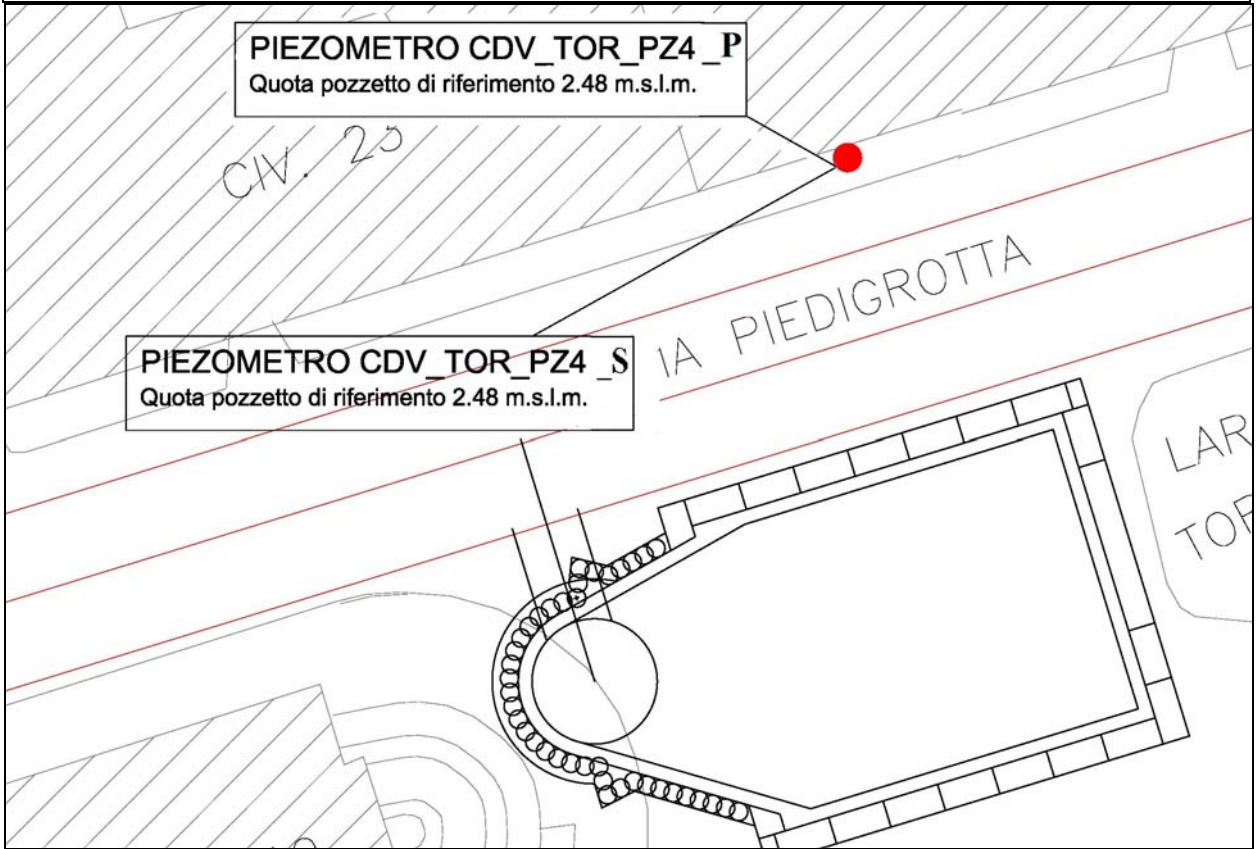 PIEZOMETRO CDV_TOR_PZ4 _P
Quota pozzetto di riferimento 2.48 m.s.l.m.
CIV. 25
PIEZOMETRO CDV_TOR_PZ4 _S
Quota pozzetto di riferimento 2.48 m.s.l.m.
IA PIEDIGROTTA
LAR
TOR